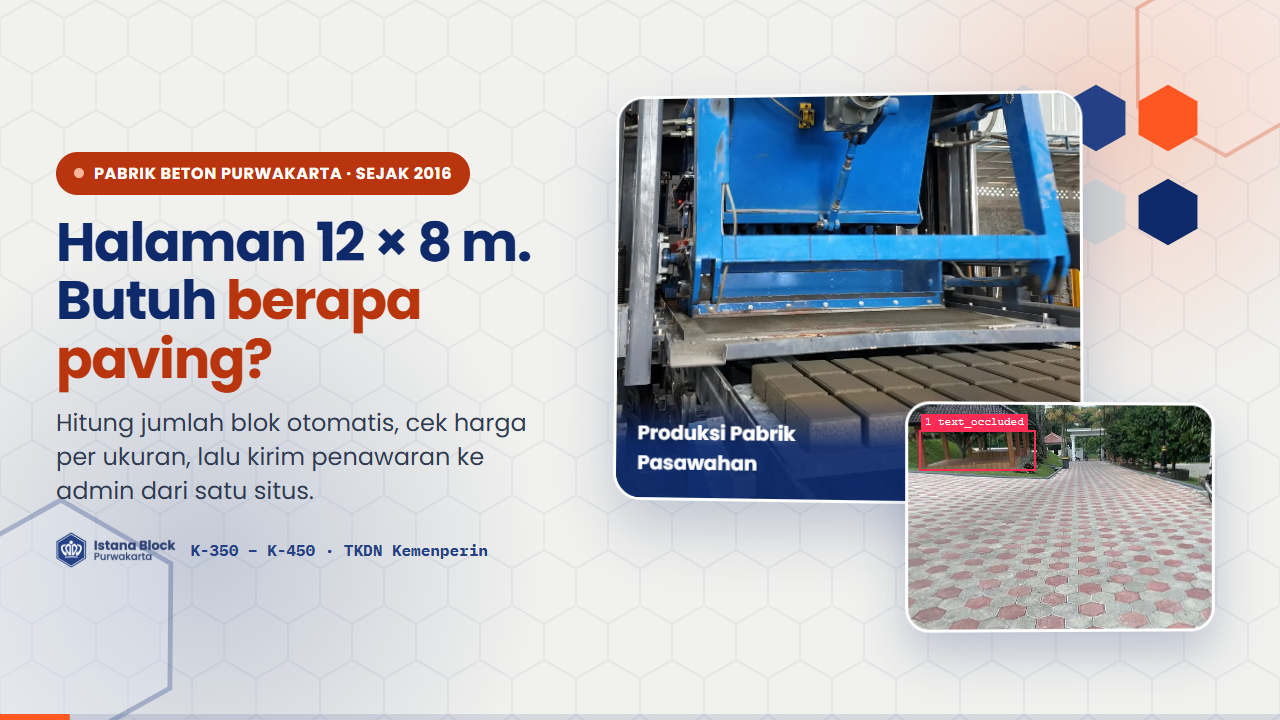 PABRIK BETON PURWAKARTA · SEJAK 2016
Halaman 12 × 8 m.
Butuh berapa
paving?
Hitung jumlah blok otomatis, cek harga
per ukuran, lalu kirim penawaran ke
admin dari satu situs.
Istana Block
Purwakarta
K-350 – K-450 · TKDN Kemenperin
Produksi Pabrik
Pasawahan
1 text_occluded